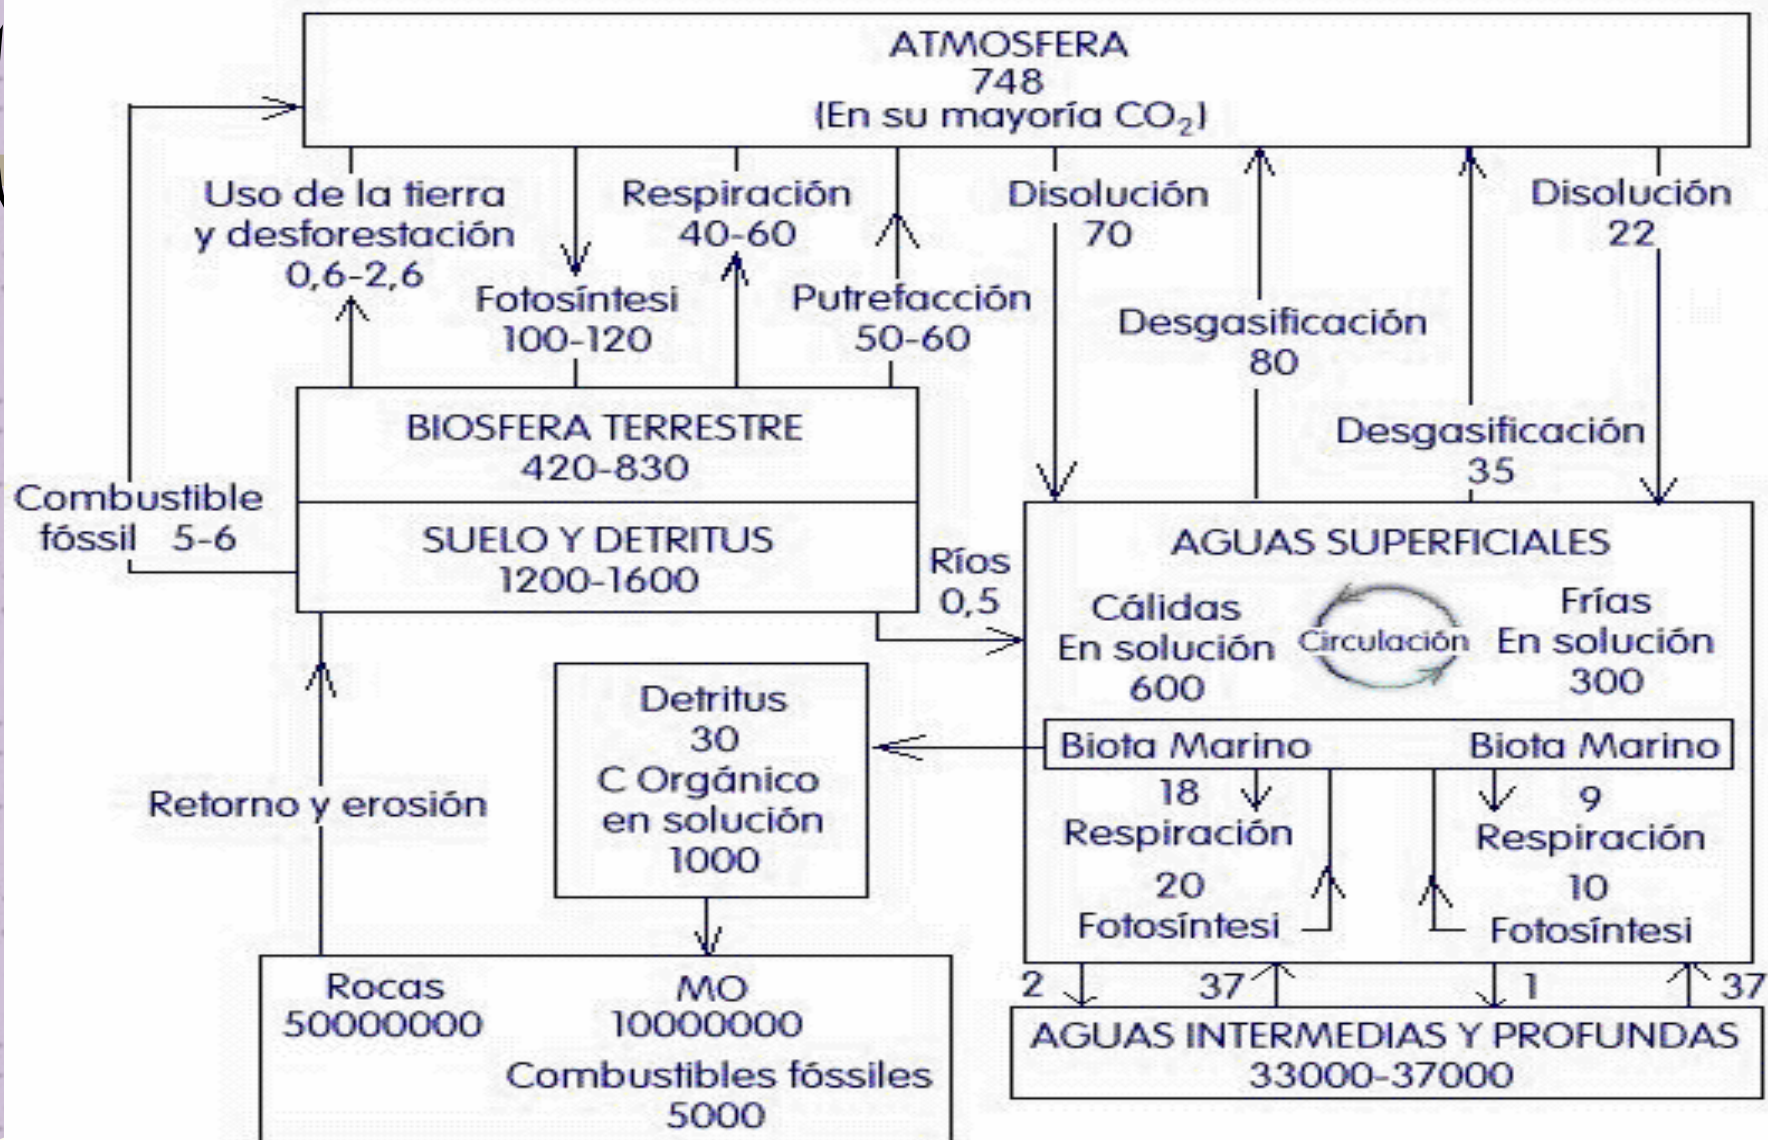 ATMOSFERA
748
(En su mayoría CO₂)
Uso de la tierra
y desforestación
0,6-2,6
Fotosíntesi
100-120
Respiración
40-60
Putrefacción
50-60
Disolución
70
Desgasificación
80
Desgasificación
35
Disolución
22
BIOSFERA TERRESTRE
420-830
SUELO Y DETRITUS
1200-1600
Combustible
fóssil 5-6
Ríos
0,5
AGUAS SUPERFICIALES
Cálidas
En solución
600
Circulación
Frías
En solución
300
Biota Marino
Biota Marino
18
Respiración
20
Fotosíntesi
9
Respiración
10
Fotosíntesi
Detritus
30
C Orgánico
en solución
1000
Retorno y erosión
Rocas
50000000
MO
10000000
Combustibles fóssiles
5000
2
37
1
37
AGUAS INTERMEDIAS Y PROFUNDAS
33000-37000